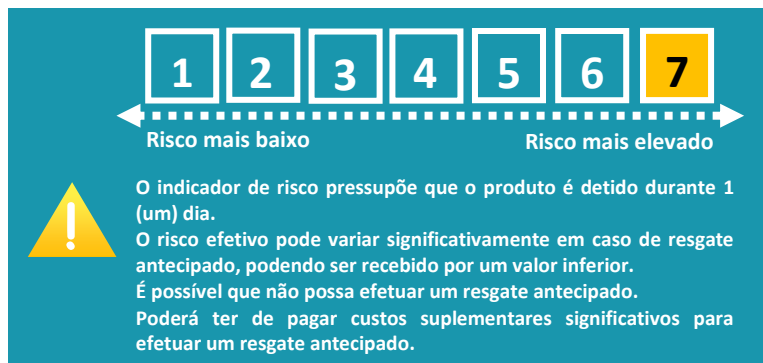 1 2 3 4 5 6 7
Risco mais baixo Risco mais elevado
O indicador de risco pressupõe que o produto é detido durante 1
(um) dia.
O risco efetivo pode variar significativamente em caso de resgate
antecipado, podendo ser recebido por um valor inferior.
É possível que não possa efetuar um resgate antecipado.
Poderá ter de pagar custos suplementares significativos para
efetuar um resgate antecipado.